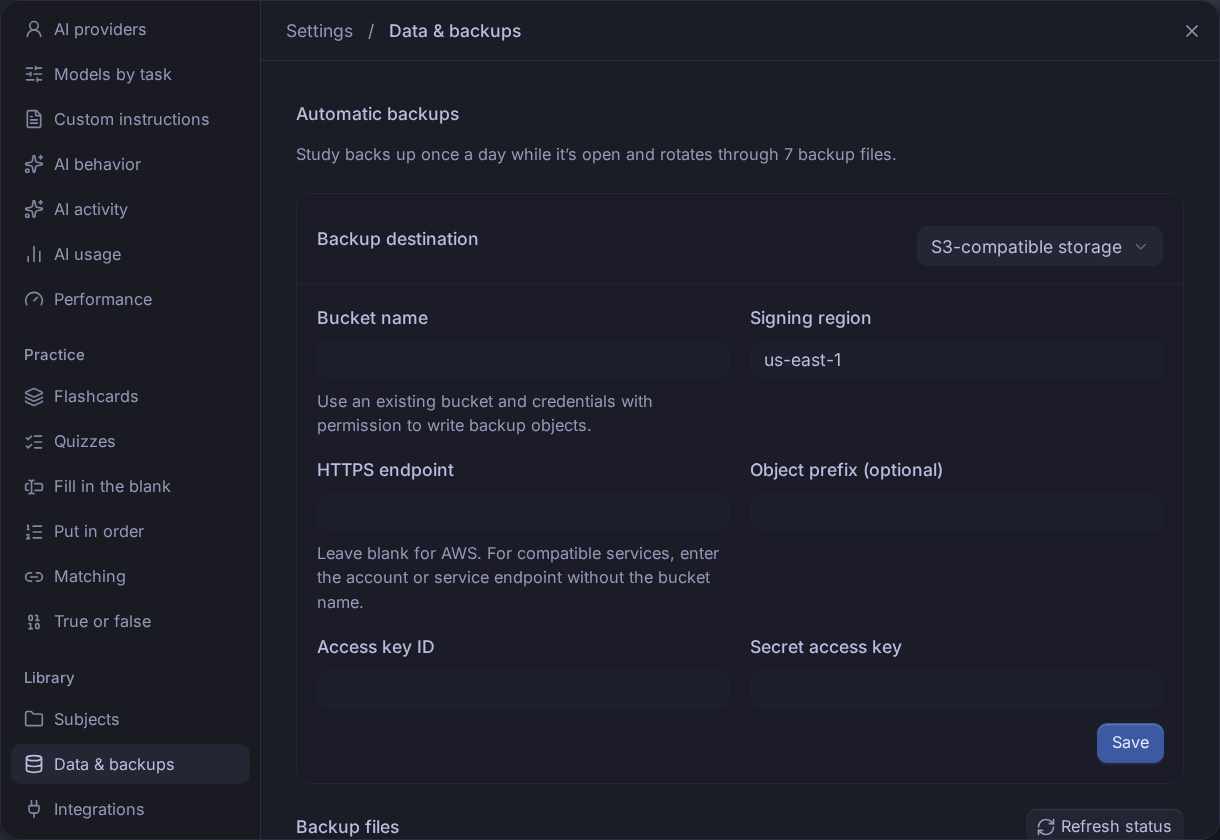 AI providers
Models by task
Custom instructions
AI behavior
AI activity
AI usage
Performance
Practice
Flashcards
Quizzes
Fill in the blank
Put in order
Matching
True or false
Library
Subjects
Data & backups
Integrations
Settings / Data & backups
Automatic backups
Study backs up once a day while it’s open and rotates through 7 backup files.
Backup destination
S3-compatible storage
Bucket name
Use an existing bucket and credentials with
permission to write backup objects.
Signing region
us-east-1
HTTPS endpoint
Leave blank for AWS. For compatible services, enter
the account or service endpoint without the bucket
name.
Object prefix (optional)
Access key ID
Secret access key
Save
Backup files
Refresh status